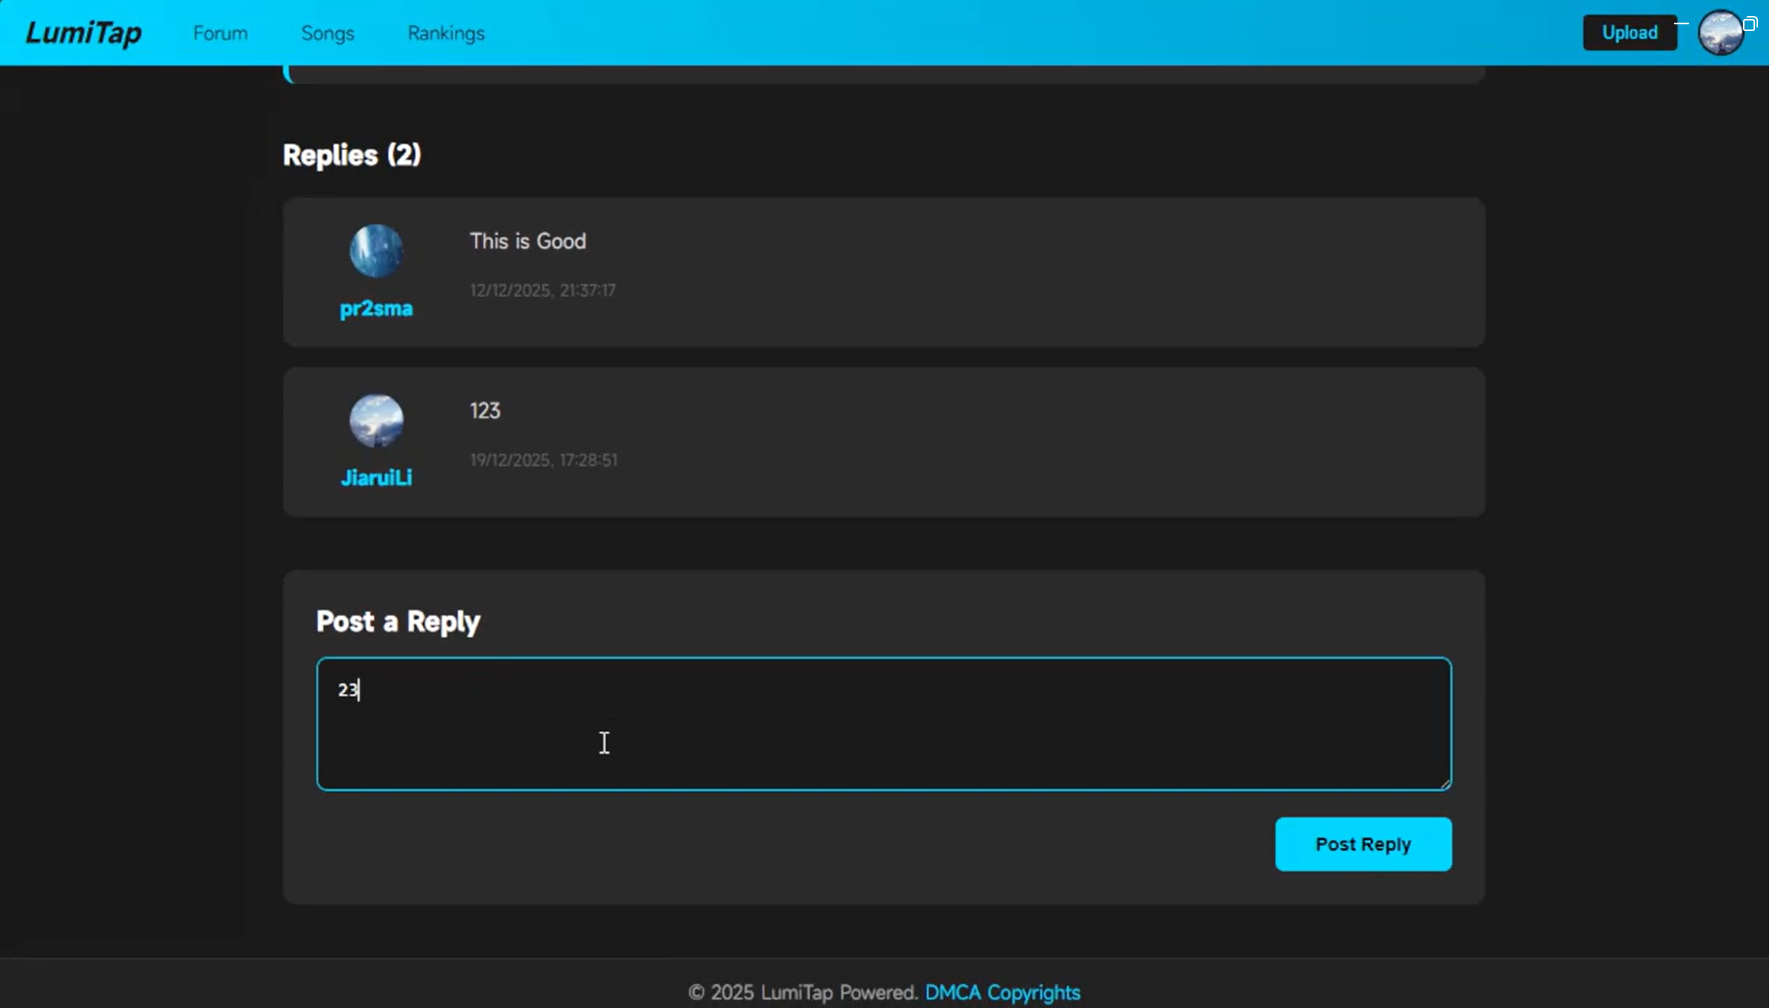 LumiTap Forum Songs Rankings Upload
Replies (2)
This is Good
12/12/2025, 21:37:17
pr2sma
123
19/12/2025, 17:28:51
JiaruiLi
Post a Reply
23
Post Reply
© 2025 LumiTap Powered. DMCA Copyrights